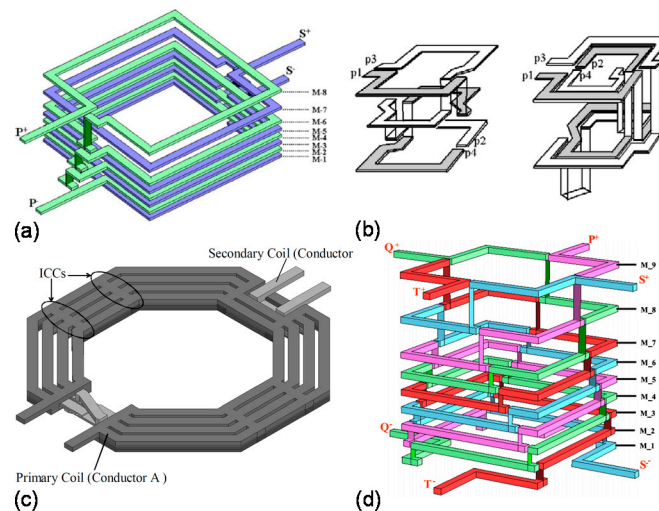 (a)
S+
S-
M-8
M-7
M-6
M-5
M-4
M-3
M-2
M-1
P+
P-
(b)
p3
p1
p2
p4
p3
p2
p1
p4
(c)
ICCs
Secondary Coil (Conductor
Primary Coil (Conductor A )
(d)
Q+
P+
T+
S+
M_9
M_8
M_7
M_6
M_5
M_4
M_3
M_2
M_1
Q-
T-
S-